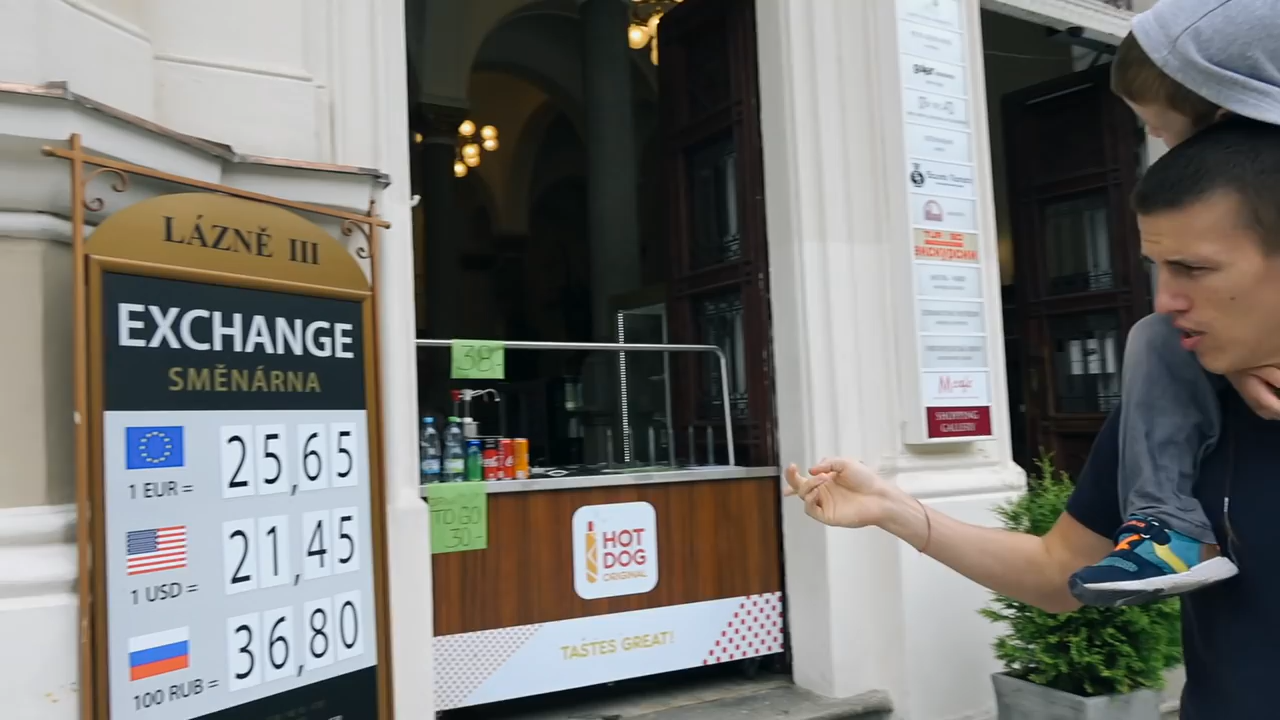 LÁZNĚ III
EXCHANGE
SMĚNÁRNA
1 EUR = 25,65
1 USD = 21,45
100 RUB = 36,80
38,-
TO GO
30,-
HOT
DOG
ORIGINAL
TASTES GREAT!
SHOPPING
GALLERY